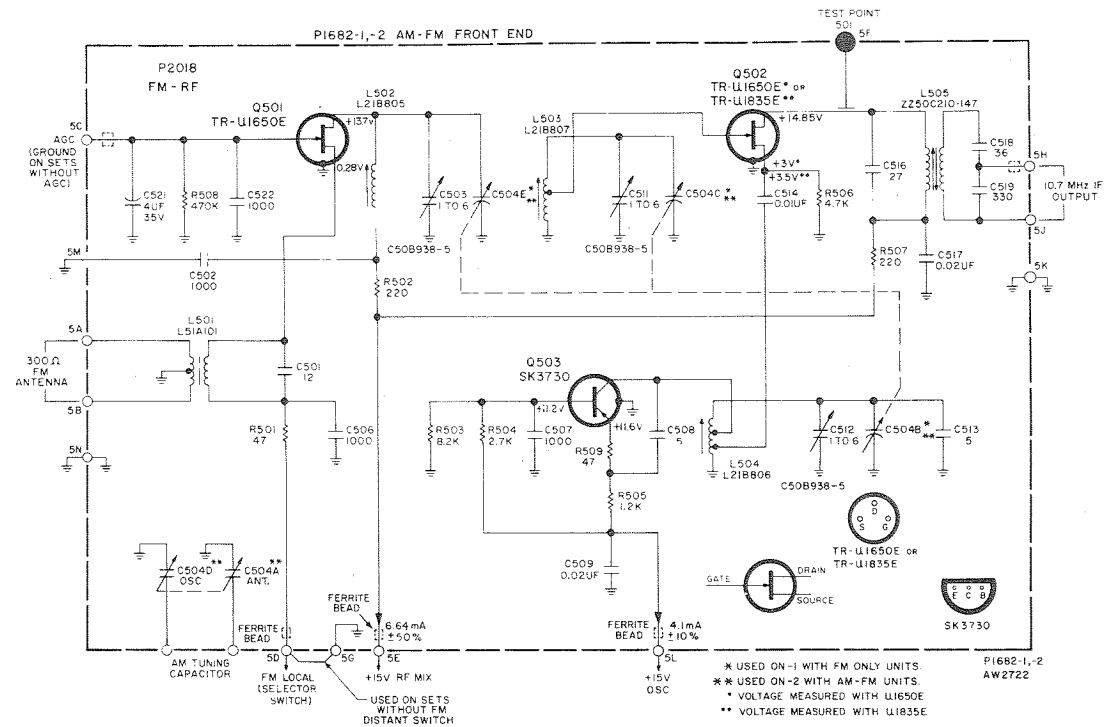 TEST POINT
501
5F
P1682-1,-2 AM-FM FRONT END
P2018
FM-RF
Q501
TR-U1650E
L502
L21B805
Q502
TR-U1650E* OR
TR-U1835E**
L503
L21B807
L505
ZZ50C210-147
+137V
+14.85V
5C
AGC
(GROUND
ON SETS
WITHOUT
AGC)
0.28V
+3V*
+3.5V**
C518
36
5H
C521
4UF
35V
R508
470K
C522
1000
C503
1 TO 6
C504E
*
**
C511
1 TO 6
C504C
*
**
C514
0.01UF
R506
4.7K
C516
27
C519
330
10.7 MHz IF
OUTPUT
5J
C50B938-5
C50B938-5
5M
C502
1000
R502
220
R507
220
C517
0.02UF
5K
5A
L501
L51A101
300Ω
FM
ANTENNA
C501
12
Q503
SK3730
5B
+11.2V
+11.6V
R501
47
C506
1000
R503
8.2K
R504
2.7K
C507
1000
R509
47
C508
5
L504
L21B806
C512
1 TO 6
C504B
*
**
C513
5
C50B938-5
5N
R505
1.2K
D
S
G
TR-U1650E OR
TR-U1835E
C504D
**
OSC
C504A
**
ANT.
C509
0.02UF
GATE
DRAIN
SOURCE
E C B
SK3730
FERRITE
BEAD
FERRITE
BEAD
6.64mA
±50%
FERRITE
BEAD
4.1mA
±10%
5D
5G
5E
5L
AM TUNING
CAPACITOR
FM LOCAL
(SELECTOR
SWITCH)
+15V RF MIX
USED ON SETS
WITHOUT FM
DISTANT SWITCH
+15V
OSC
* USED ON-1 WITH FM ONLY UNITS.
** USED ON-2 WITH AM-FM UNITS.
* VOLTAGE MEASURED WITH U1650E
** VOLTAGE MEASURED WITH U1835E
P1682-1,-2
AW2722